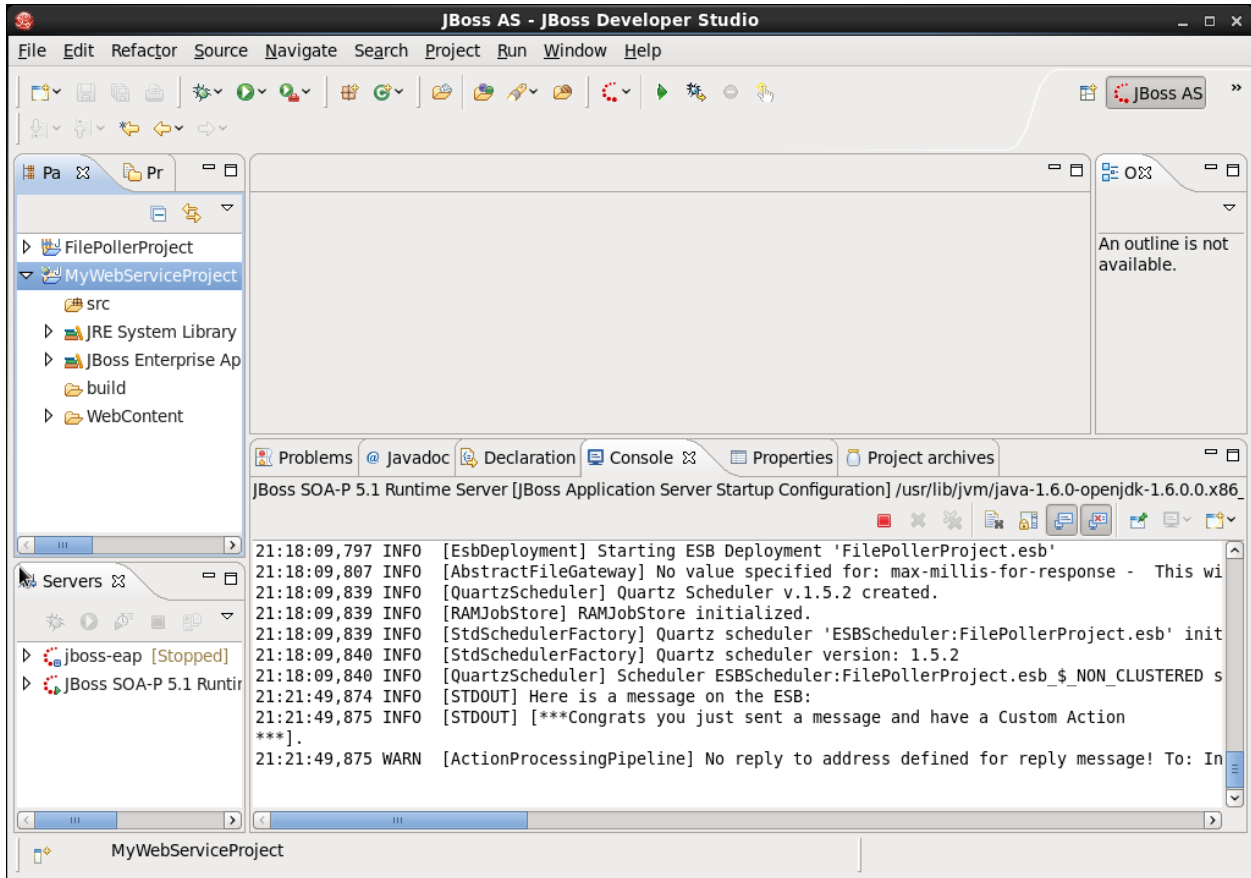 JBoss AS - JBoss Developer Studio
File Edit Refactor Source Navigate Search Project Run Window Help
JBoss AS
Pa
Pr
FilePollerProject
MyWebServiceProject
src
JRE System Library
JBoss Enterprise Ap
build
WebContent
O
An outline is not
available.
Servers
jboss-eap [Stopped]
JBoss SOA-P 5.1 Runtir
Problems @ Javadoc Declaration Console Properties Project archives
JBoss SOA-P 5.1 Runtime Server [JBoss Application Server Startup Configuration] /usr/lib/jvm/java-1.6.0-openjdk-1.6.0.0.x86_
21:18:09,797 INFO [EsbDeployment] Starting ESB Deployment 'FilePollerProject.esb'
21:18:09,807 INFO [AbstractFileGateway] No value specified for: max-millis-for-response - This wi
21:18:09,839 INFO [QuartzScheduler] Quartz Scheduler v.1.5.2 created.
21:18:09,839 INFO [RAMJobStore] RAMJobStore initialized.
21:18:09,839 INFO [StdSchedulerFactory] Quartz scheduler 'ESBScheduler:FilePollerProject.esb' init
21:18:09,840 INFO [StdSchedulerFactory] Quartz scheduler version: 1.5.2
21:18:09,840 INFO [QuartzScheduler] Scheduler ESBScheduler:FilePollerProject.esb_$_NON_CLUSTERED s
21:21:49,874 INFO [STDOUT] Here is a message on the ESB:
21:21:49,875 INFO [STDOUT] [***Congrats you just sent a message and have a Custom Action
***].
21:21:49,875 WARN [ActionProcessingPipeline] No reply to address defined for reply message! To: In
MyWebServiceProject